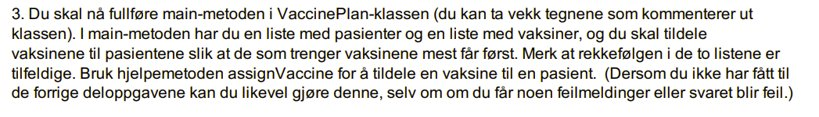 3. Du skal nå fullføre main-metoden i VaccinePlan-klassen (du kan ta vekk tegnene som kommenterer ut
klassen). I main-metoden har du en liste med pasienter og en liste med vaksiner, og du skal tildele
vaksinene til pasientene slik at de som trenger vaksinene mest får først. Merk at rekkefølgen i de to listene er
tilfeldige. Bruk hjelpemetoden assignVaccine for å tildele en vaksine til en pasient.  (Dersom du ikke har fått til
de forrige deloppgavene kan du likevel gjøre denne, selv om om du får noen feilmeldinger eller svaret blir feil.)